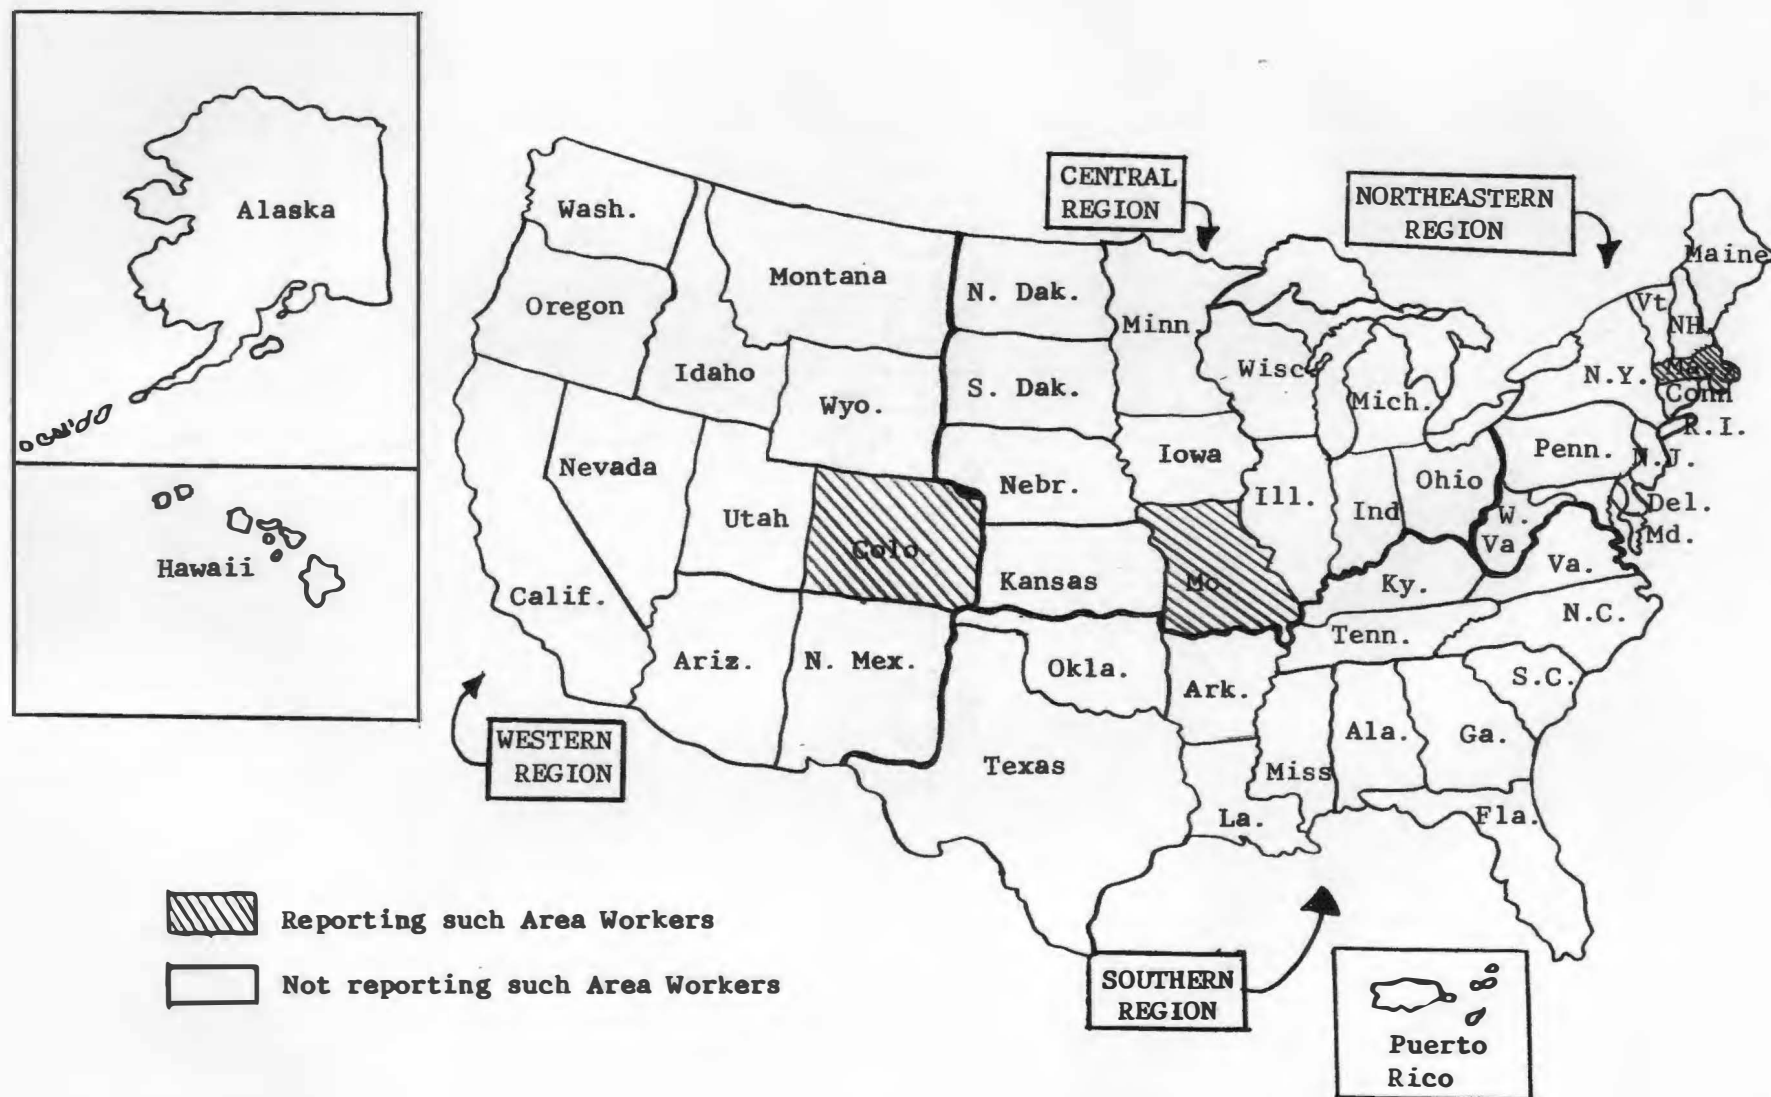 Alaska
Hawaii
CENTRAL
REGION
NORTHEASTERN
REGION
Wash.
Oregon
Montana
Idaho
Wyo.
Nevada
Utah
Colo.
Calif.
Ariz.
N. Mex.
WESTERN
REGION
N. Dak.
S. Dak.
Nebr.
Kansas
Minn.
Iowa
Mo.
Wisc
Ill.
Mich.
Ind
Ohio
Maine
Vt
NH.
N.Y.
Conn
R.I.
Penn.
N.J.
Del.
Md.
W.
Va
Va.
Ky.
Tenn.
N.C.
S.C.
Okla.
Ark.
Texas
La.
Miss
Ala.
Ga.
Fla.
SOUTHERN
REGION
Puerto
Rico
Reporting such Area Workers
Not reporting such Area Workers